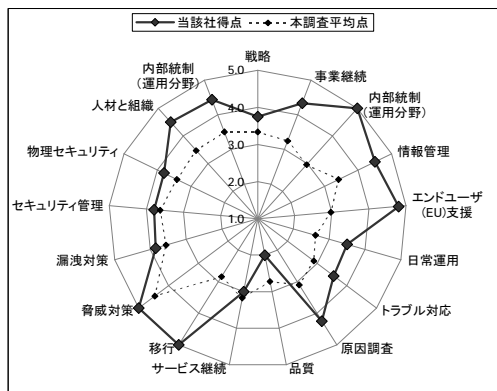 当該社得点 本調査平均点
戦略
事業継続
内部統制
(運用分野)
情報管理
エンドユーザ
(EU)支援
日常運用
トラブル対応
原因調査
品質
サービス継続
移行
脅威対策
漏洩対策
セキュリティ管理
物理セキュリティ
人材と組織
内部統制
(運用分野)
5.0
4.0
3.0
2.0
1.0